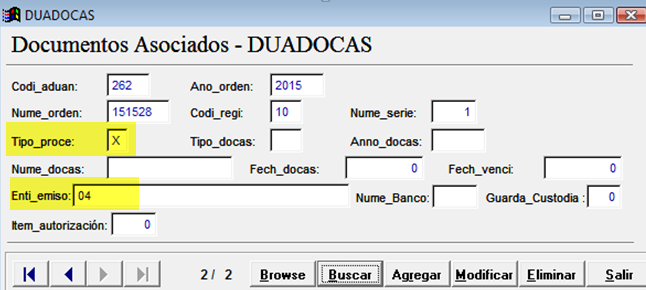 DUADOCAS
Documentos Asociados - DUADOCAS
Codi_aduan: 262 Ano_orden: 2015
Nume_orden: 151528 Codi_regi: 10 Nume_serie: 1
Tipo_proce: X Tipo_docas: Anno_docas:
Nume_docas: Fech_docas: 0 Fech_venci: 0
Enti_emiso: 04 Nume_Banco: Guarda_Custodia : 0
Item_autorización: 0
2 / 2 Browse Buscar Agregar Modificar Eliminar Salir